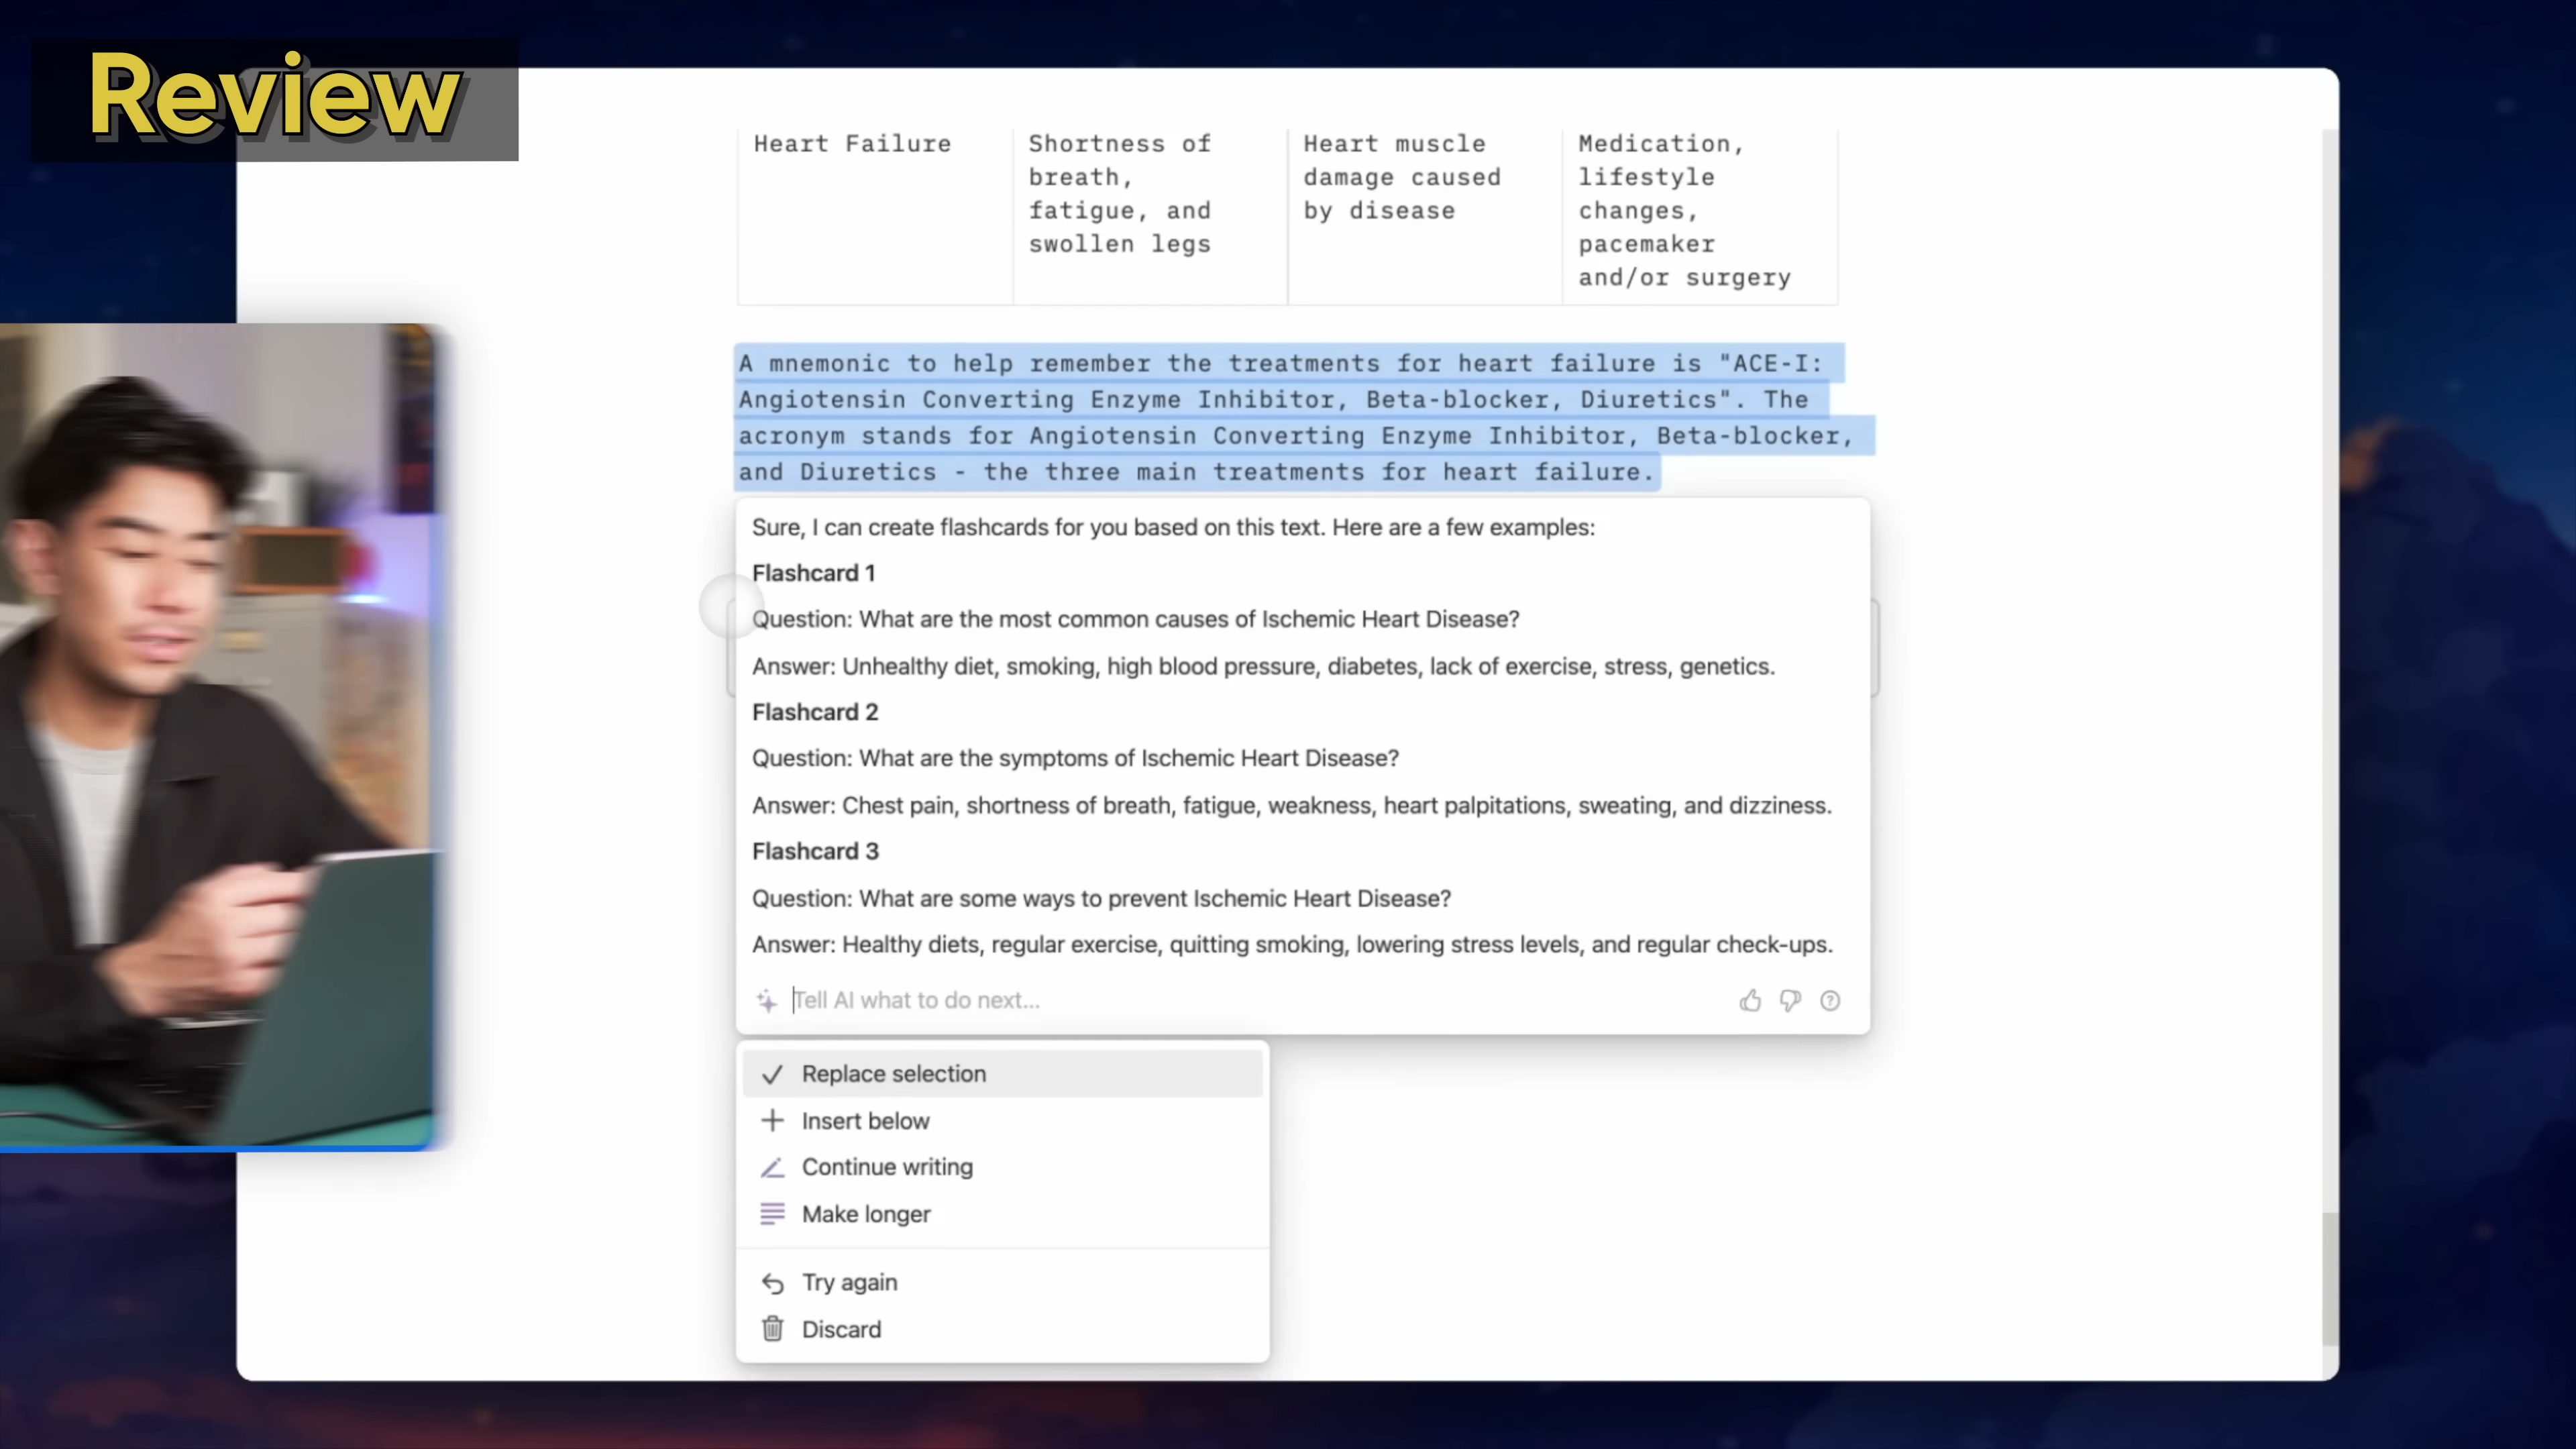 Review
Heart Failure
Shortness of
breath,
fatigue, and
swollen legs
Heart muscle
damage caused
by disease
Medication,
lifestyle
changes,
pacemaker
and/or surgery
A mnemonic to help remember the treatments for heart failure is "ACE-I:
Angiotensin Converting Enzyme Inhibitor, Beta-blocker, Diuretics". The
acronym stands for Angiotensin Converting Enzyme Inhibitor, Beta-blocker,
and Diuretics - the three main treatments for heart failure.
Sure, I can create flashcards for you based on this text. Here are a few examples:
Flashcard 1
Question: What are the most common causes of Ischemic Heart Disease?
Answer: Unhealthy diet, smoking, high blood pressure, diabetes, lack of exercise, stress, genetics.
Flashcard 2
Question: What are the symptoms of Ischemic Heart Disease?
Answer: Chest pain, shortness of breath, fatigue, weakness, heart palpitations, sweating, and dizziness.
Flashcard 3
Question: What are some ways to prevent Ischemic Heart Disease?
Answer: Healthy diets, regular exercise, quitting smoking, lowering stress levels, and regular check-ups.
Tell AI what to do next...
Replace selection
Insert below
Continue writing
Make longer
Try again
Discard